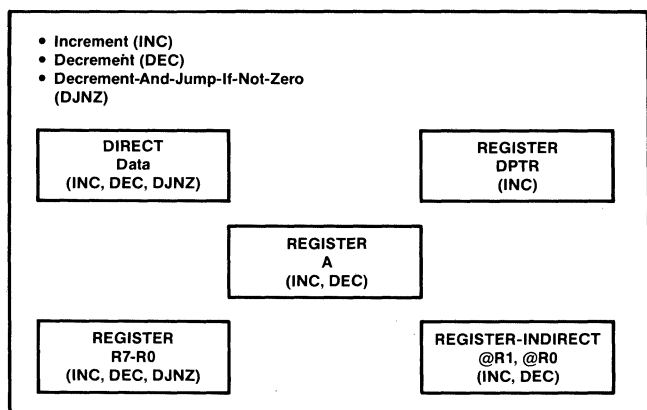 • Increment (INC)
• Decrement (DEC)
• Decrement-And-Jump-If-Not-Zero
(DJNZ)
DIRECT
Data
(INC, DEC, DJNZ)
REGISTER
DPTR
(INC)
REGISTER
A
(INC, DEC)
REGISTER
R7-R0
(INC, DEC, DJNZ)
REGISTER-INDIRECT
@R1, @R0
(INC, DEC)